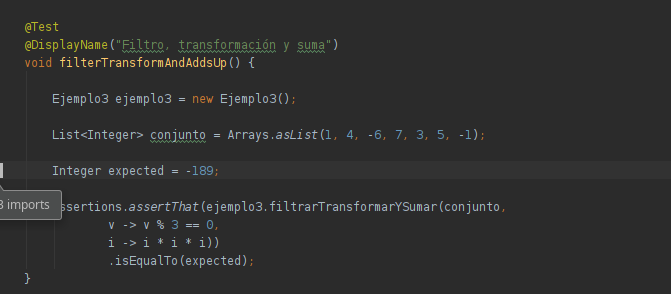 @Test
@DisplayName("Filtro, transformación y suma")
void filterTransformAndAddsUp() {
Ejemplo3 ejemplo3 = new Ejemplo3();
List<Integer> conjunto = Arrays.asList(1, 4, -6, 7, 3, 5, -1);
Integer expected = -189;
3 imports
ssertions.assertThat(ejemplo3.filtrarTransformarYSumar(conjunto,
v -> v % 3 == 0,
i -> i * i * i))
.isEqualTo(expected);
}